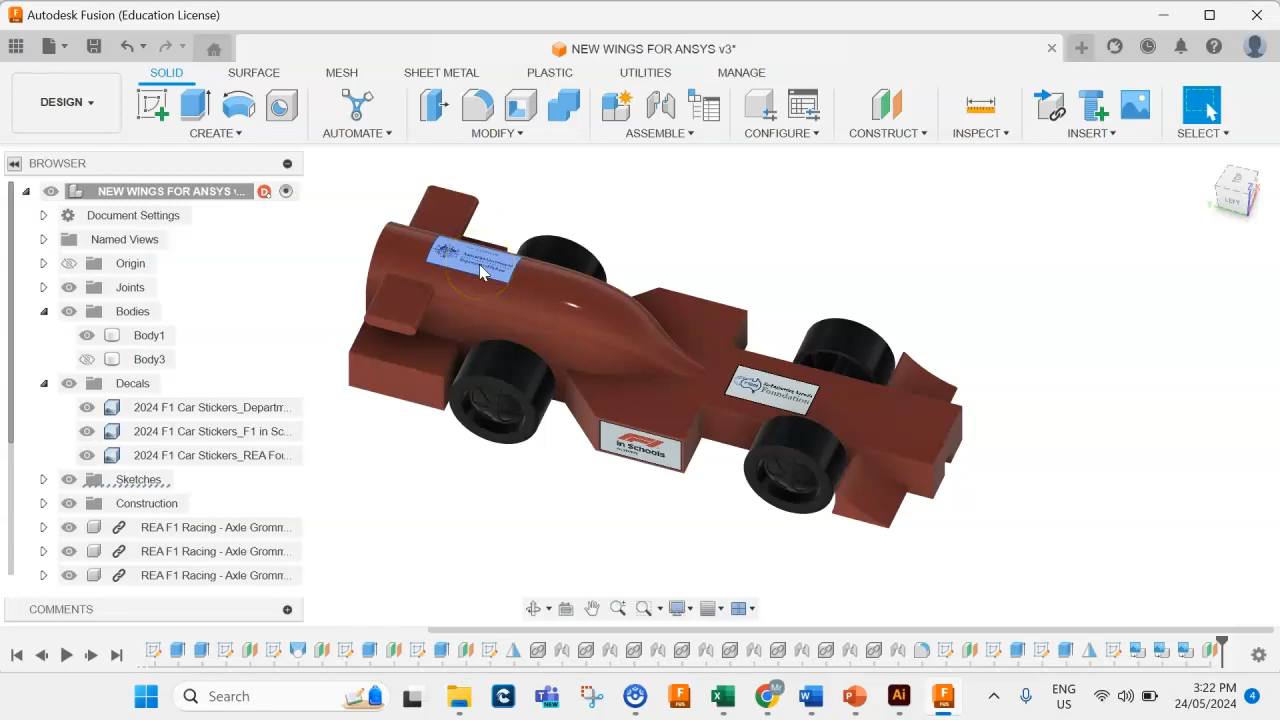 Autodesk Fusion (Education License)
NEW WINGS FOR ANSYS v3*
DESIGN
SOLID
SURFACE
MESH
SHEET METAL
PLASTIC
UTILITIES
MANAGE
CREATE
AUTOMATE
MODIFY
ASSEMBLE
CONFIGURE
CONSTRUCT
INSPECT
INSERT
SELECT
BROWSER
NEW WINGS FOR ANSYS v...
Document Settings
Named Views
Origin
Joints
Bodies
Body1
Body3
Decals
2024 F1 Car Stickers_Departm...
2024 F1 Car Stickers_F1 in Sc...
2024 F1 Car Stickers_REA Fou...
Sketches
Construction
REA F1 Racing - Axle Gromm...
REA F1 Racing - Axle Gromm...
REA F1 Racing - Axle Gromm...
COMMENTS
LEFT
in Schools
Foundation
Search
ENG
US
3:22 PM
24/05/2024
4